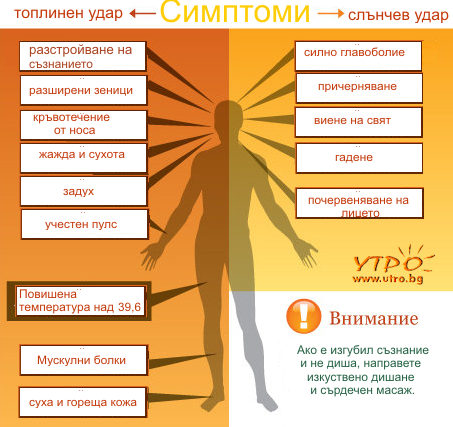 топлинен удар ← Симптоми → слънчев удар
разстройване на
съзнанието
разширени зеници
кръвотечение
от носа
жажда и сухота
задух
учестен пулс
Повишена
температура над 39,6
Мускулни болки
суха и гореща кожа
силно главоболие
причерняване
виене на свят
гадене
почервеняване на
лицето
УТРО
www.utro.bg
! Внимание
Ако е изгубил съзнание
и не диша, направете
изкуствено дишане
и сърдечен масаж.